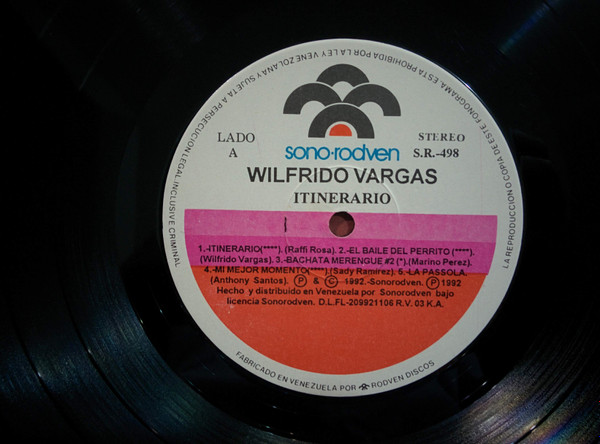 LA REPRODUCCION O COPIA DE ESTE FONOGRAMA, ESTA PROHIBIDA POR LA LEY VENEZOLANA Y SUJETA A PERSECUCION LEGAL INCLUSIVE CRIMINAL
LADO
A
STEREO
S.R.-498
sono·rodven
WILFRIDO VARGAS
ITINERARIO
1.-ITINERARIO(****).(Raffi Rosa). 2.-EL BAILE DEL PERRITO (****).
(Wilfrido Vargas). 3.-BACHATA MERENGUE #2 (*).(Marino Perez).
4.-MI MEJOR MOMENTO(****).(Sady Ramirez). 5.-LA PASSOLA.
(Anthony Santos). Ⓟ & © 1992.-Sonorodven. Ⓟ 1992
Hecho y distribuido en Venezuela por Sonorodven bajo
licencia Sonorodven. D.L.FL-209921106 R.V. 03 K.A.
FABRICADO EN VENEZUELA POR RODVEN DISCOS